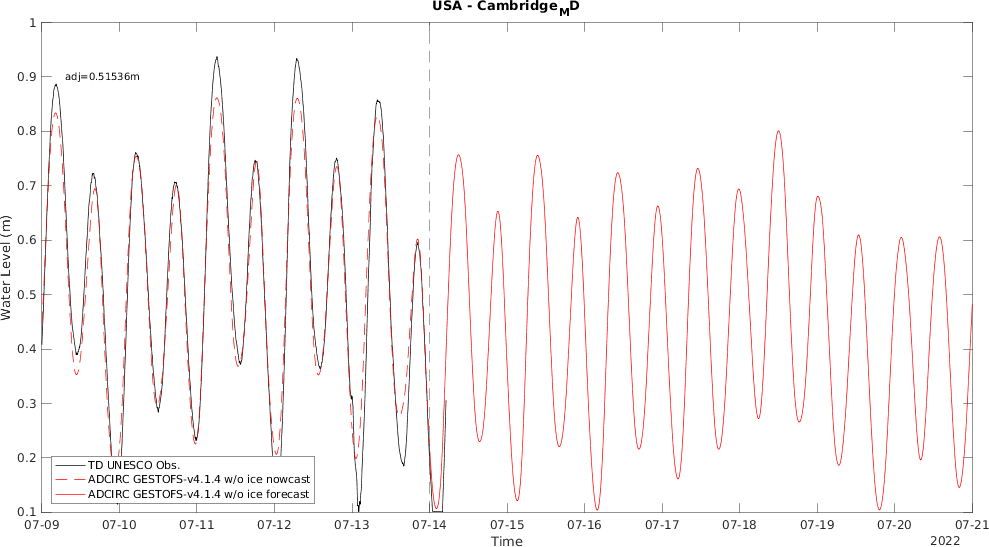 USA - Cambridge_MD
adj=0.51536m
Water Level (m)
1
0.9
0.8
0.7
0.6
0.5
0.4
0.3
0.2
0.1
TD UNESCO Obs.
ADCIRC GESTOFS-v4.1.4 w/o ice nowcast
ADCIRC GESTOFS-v4.1.4 w/o ice forecast
07-09 07-10 07-11 07-12 07-13 07-14 07-15 07-16 07-17 07-18 07-19 07-20 07-21
Time
2022